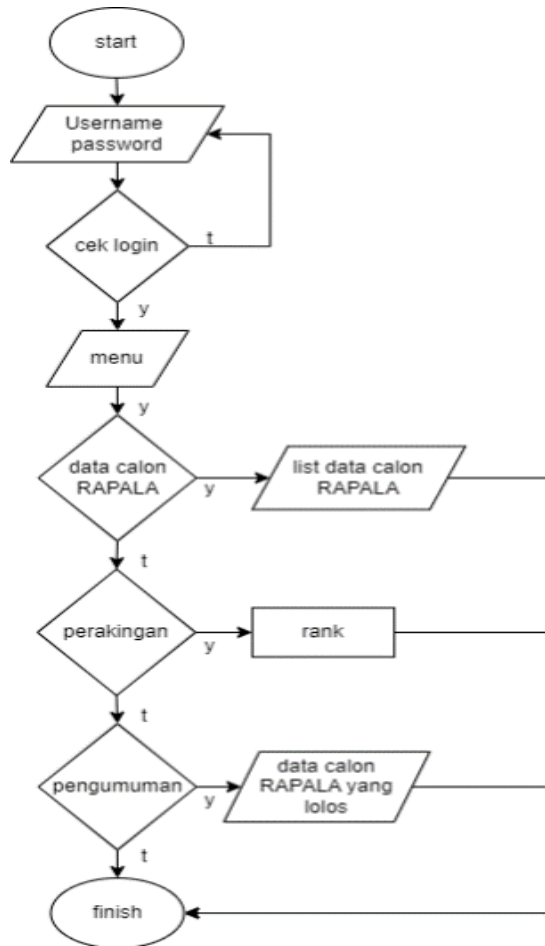 start
Username
password
cek login
t
y
menu
y
data calon
RAPALA
y
list data calon
RAPALA
t
perakingan
y
rank
t
pengumuman
y
data calon
RAPALA yang
lolos
t
finish